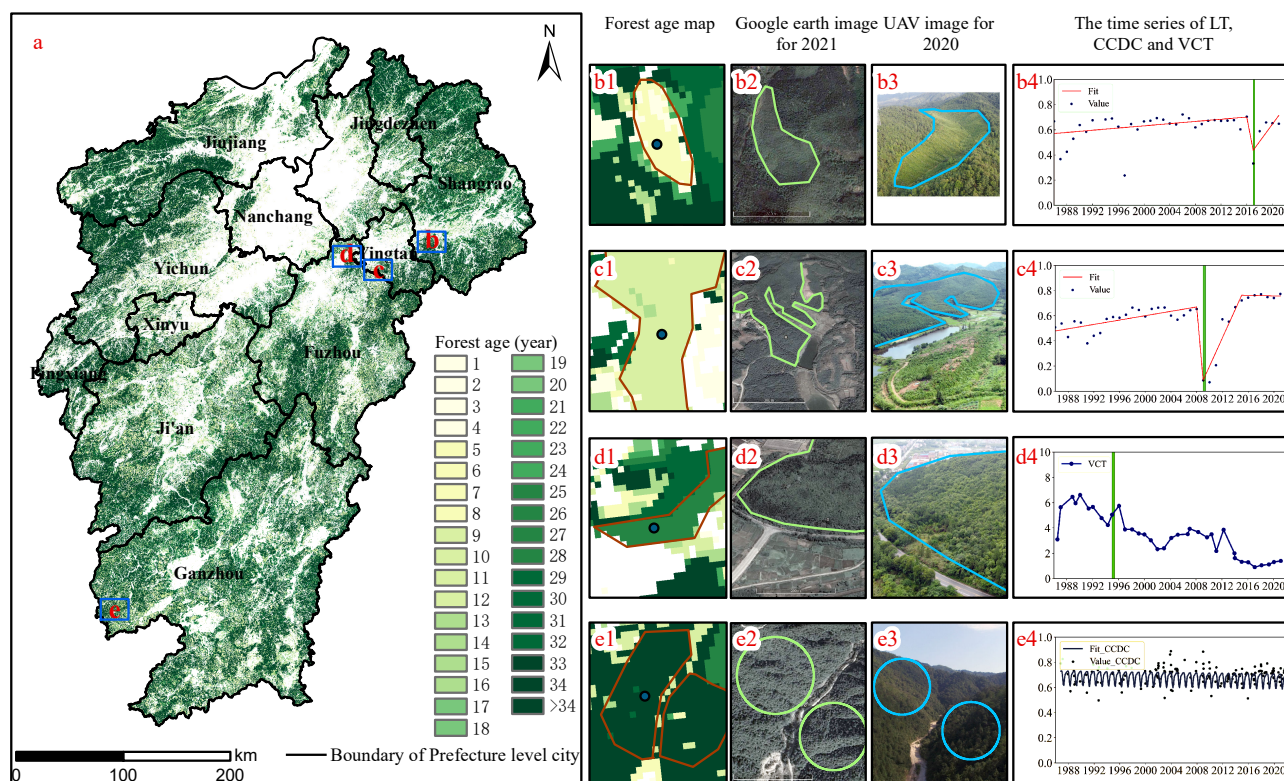 a
N
Jiujiang
Jingdezhen
Shangrao
Nanchang
b
d
Yingtan
c
Yichun
Xinyu
Fuzhou
Pingxiang
Ji'an
Ganzhou
e
Forest age (year)
1
2
3
4
5
6
7
8
9
10
11
12
13
14
15
16
17
18
19
20
21
22
23
24
25
26
27
28
29
30
31
32
33
34
>34
km
0 100 200
Boundary of Prefecture level city
Forest age map
Google earth image
for 2021
UAV image for
2020
The time series of LT,
CCDC and VCT
b1
b2
b3
b4
1.0
0.8
0.6
0.4
0.2
0.0
Fit
Value
1988 1992 1996 2000 2004 2008 2012 2016 2020
c1
c2
c3
c4
1.0
0.8
0.6
0.4
0.2
0.0
Fit
Value
1988 1992 1996 2000 2004 2008 2012 2016 2020
d1
d2
d3
d4
10
8
6
4
2
0
VCT
1988 1992 1996 2000 2004 2008 2012 2016 2020
e1
e2
e3
e4
1.0
0.8
0.6
0.4
0.2
0.0
Fit_CCDC
Value_CCDC
1988 1992 1996 2000 2004 2008 2012 2016 2020